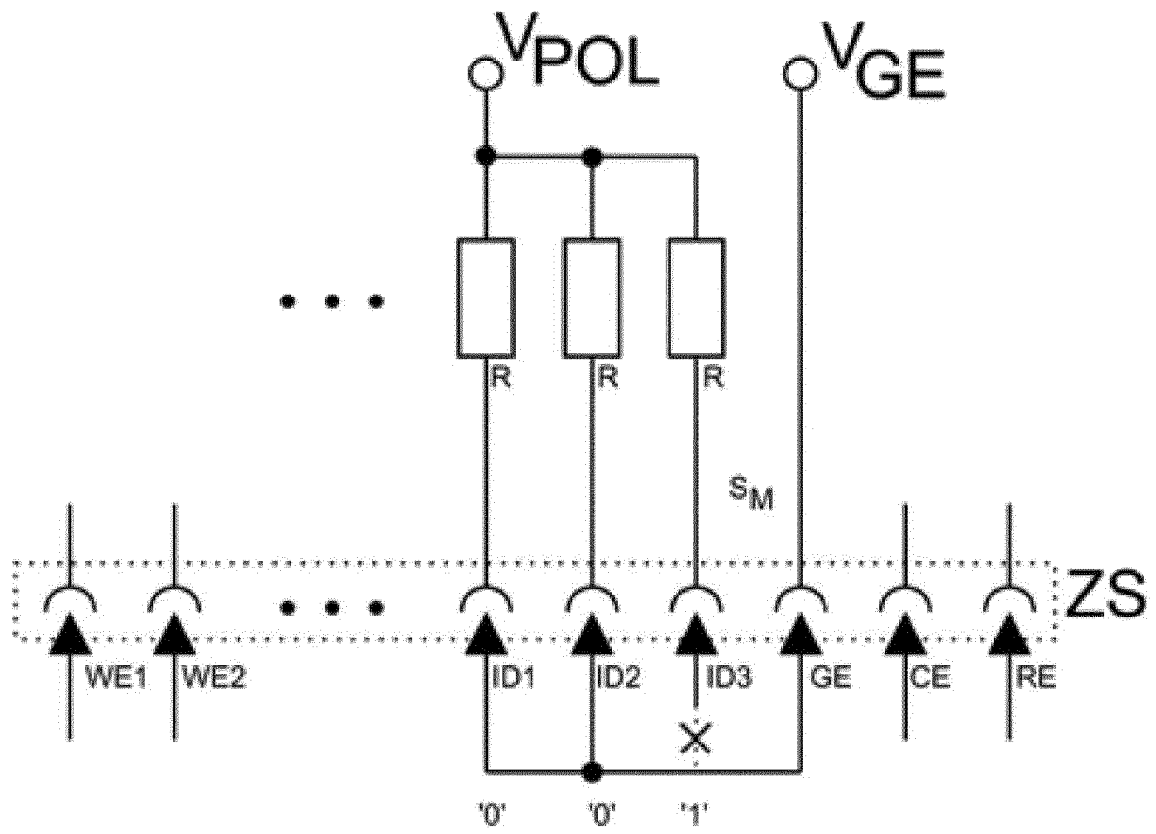 VPOL VGE
R R R
SM
ZS
WE1 WE2 ID1 ID2 ID3 GE CE RE
'0' '0' '1'